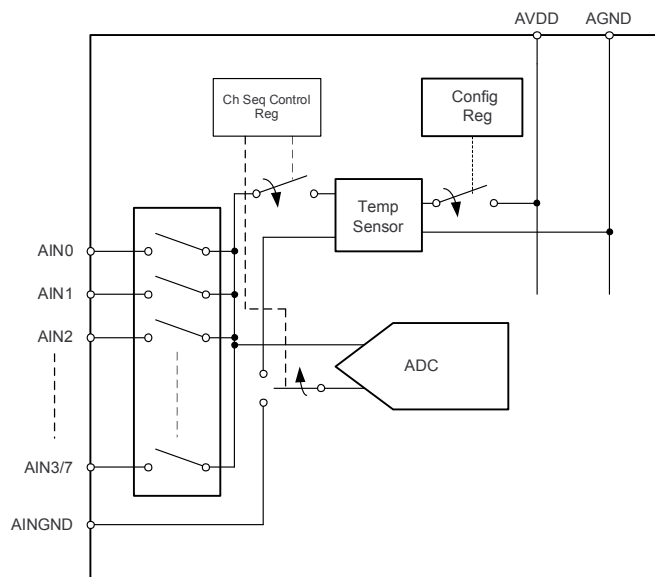 AVDD AGND
Ch Seq Control
Reg
Config
Reg
Temp
Sensor
AIN0
AIN1
AIN2
ADC
AIN3/7
AINGND